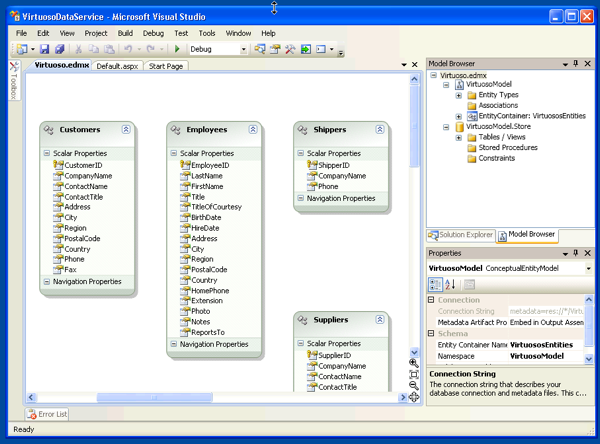 VirtuosoDataService - Microsoft Visual Studio
File Edit View Project Build Debug Data Test Tools Window Help
Debug
Toolbox
Virtuoso.edmx Default.aspx Start Page
Customers
Scalar Properties
CustomerID
CompanyName
ContactName
ContactTitle
Address
City
Region
PostalCode
Country
Phone
Fax
Navigation Properties
Employees
Scalar Properties
EmployeeID
LastName
FirstName
Title
TitleOfCourtesy
BirthDate
HireDate
Address
City
Region
PostalCode
Country
HomePhone
Extension
Photo
Notes
ReportsTo
Navigation Properties
Shippers
Scalar Properties
ShipperID
CompanyName
Phone
Navigation Properties
Suppliers
Scalar Properties
SupplierID
CompanyName
ContactName
ContactTitle
Model Browser
Virtuoso.edmx
VirtuosoModel
Entity Types
Associations
EntityContainer: VirtuososEntities
VirtuosoModel.Store
Tables / Views
Stored Procedures
Constraints
Solution Explorer Model Browser
Properties
VirtuosoModel ConceptualEntityModel
Connection
Connection String metadata=res://*/Virtu
Metadata Artifact Pro Embed in Output Assen
Schema
Entity Container Name VirtuososEntities
Namespace VirtuosoModel
Connection String
The connection string that describes your
database connection and metadata files. This c...
Error List
Ready